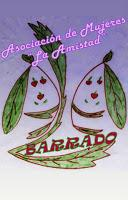 Asociación de Mujeres
"La Amistad"
BARRADO